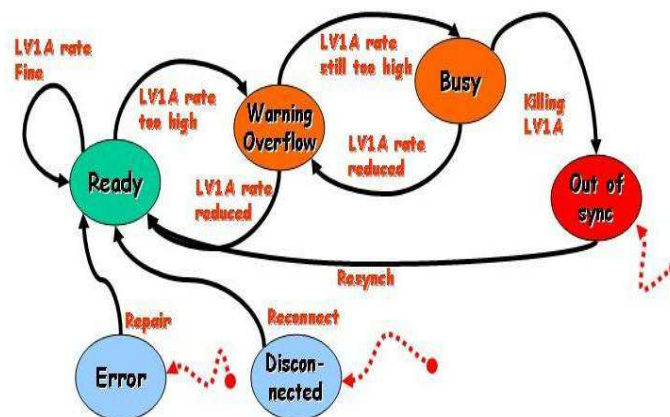 LV1A rate
Fine
LV1A rate
too high
LV1A rate
still too high
Busy
Warning
Overflow
Killing
LV1A
LV1A rate
reduced
Ready
LV1A rate
reduced
Out of
sync
Resynch
Repair
Reconnect
Error
Discon-
nected